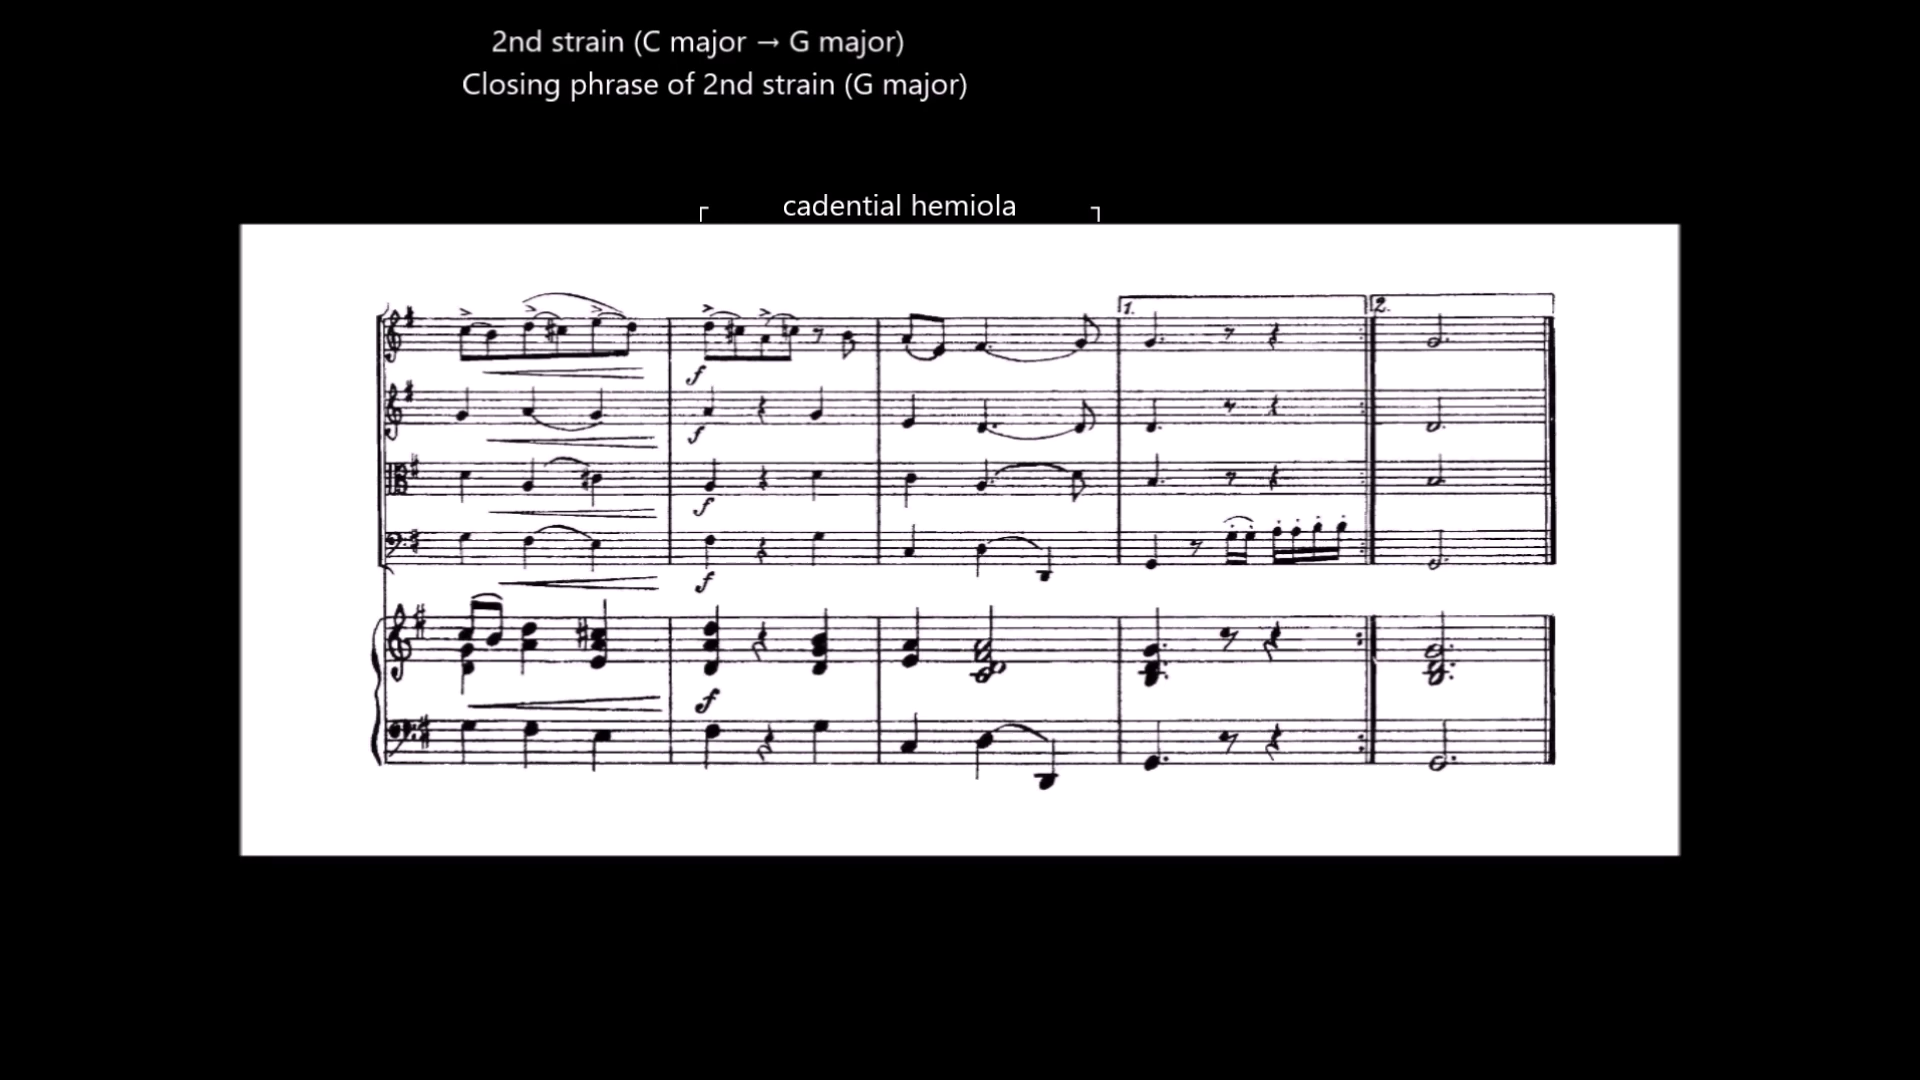 2nd strain (C major → G major)
Closing phrase of 2nd strain (G major)
cadential hemiola
1.
2.
f
f
f
f
f